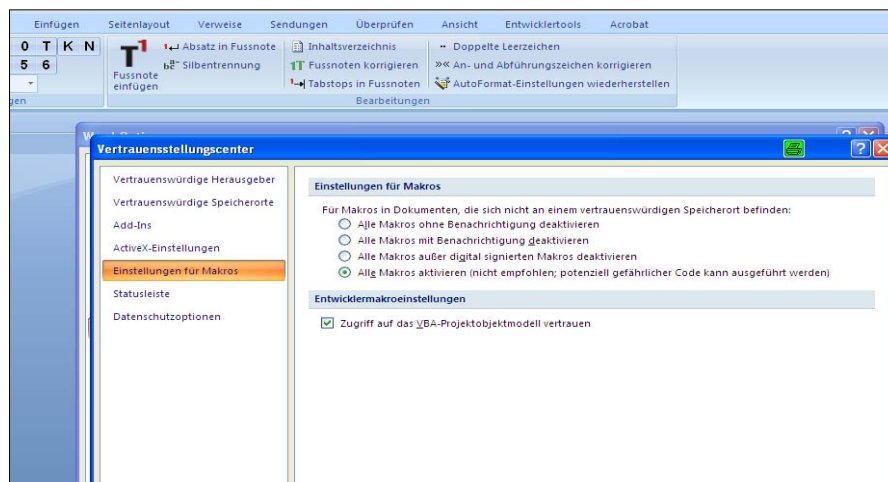 Einfügen Seitenlayout Verweise Sendungen Überprüfen Ansicht Entwicklertools Acrobat
0 T K N
5 6
T1
Fussnote einfügen
Absatz in Fussnote
Silbentrennung
Inhaltsverzeichnis
Fussnoten korrigieren
Tabstops in Fussnoten
Doppelte Leerzeichen
An- und Abführungszeichen korrigieren
AutoFormat-Einstellungen wiederherstellen
Bearbeitungen
Vertrauensstellungscenter
Vertrauenswürdige Herausgeber
Vertrauenswürdige Speicherorte
Add-Ins
ActiveX-Einstellungen
Einstellungen für Makros
Statusleiste
Datenschutzoptionen
Einstellungen für Makros
Für Makros in Dokumenten, die sich nicht an einem vertrauenswürdigen Speicherort befinden:
Alle Makros ohne Benachrichtigung deaktivieren
Alle Makros mit Benachrichtigung deaktivieren
Alle Makros außer digital signierten Makros deaktivieren
Alle Makros aktivieren (nicht empfohlen; potenziell gefährlicher Code kann ausgeführt werden)
Entwicklermakroeinstellungen
Zugriff auf das VBA-Projektobjektmodell vertrauen